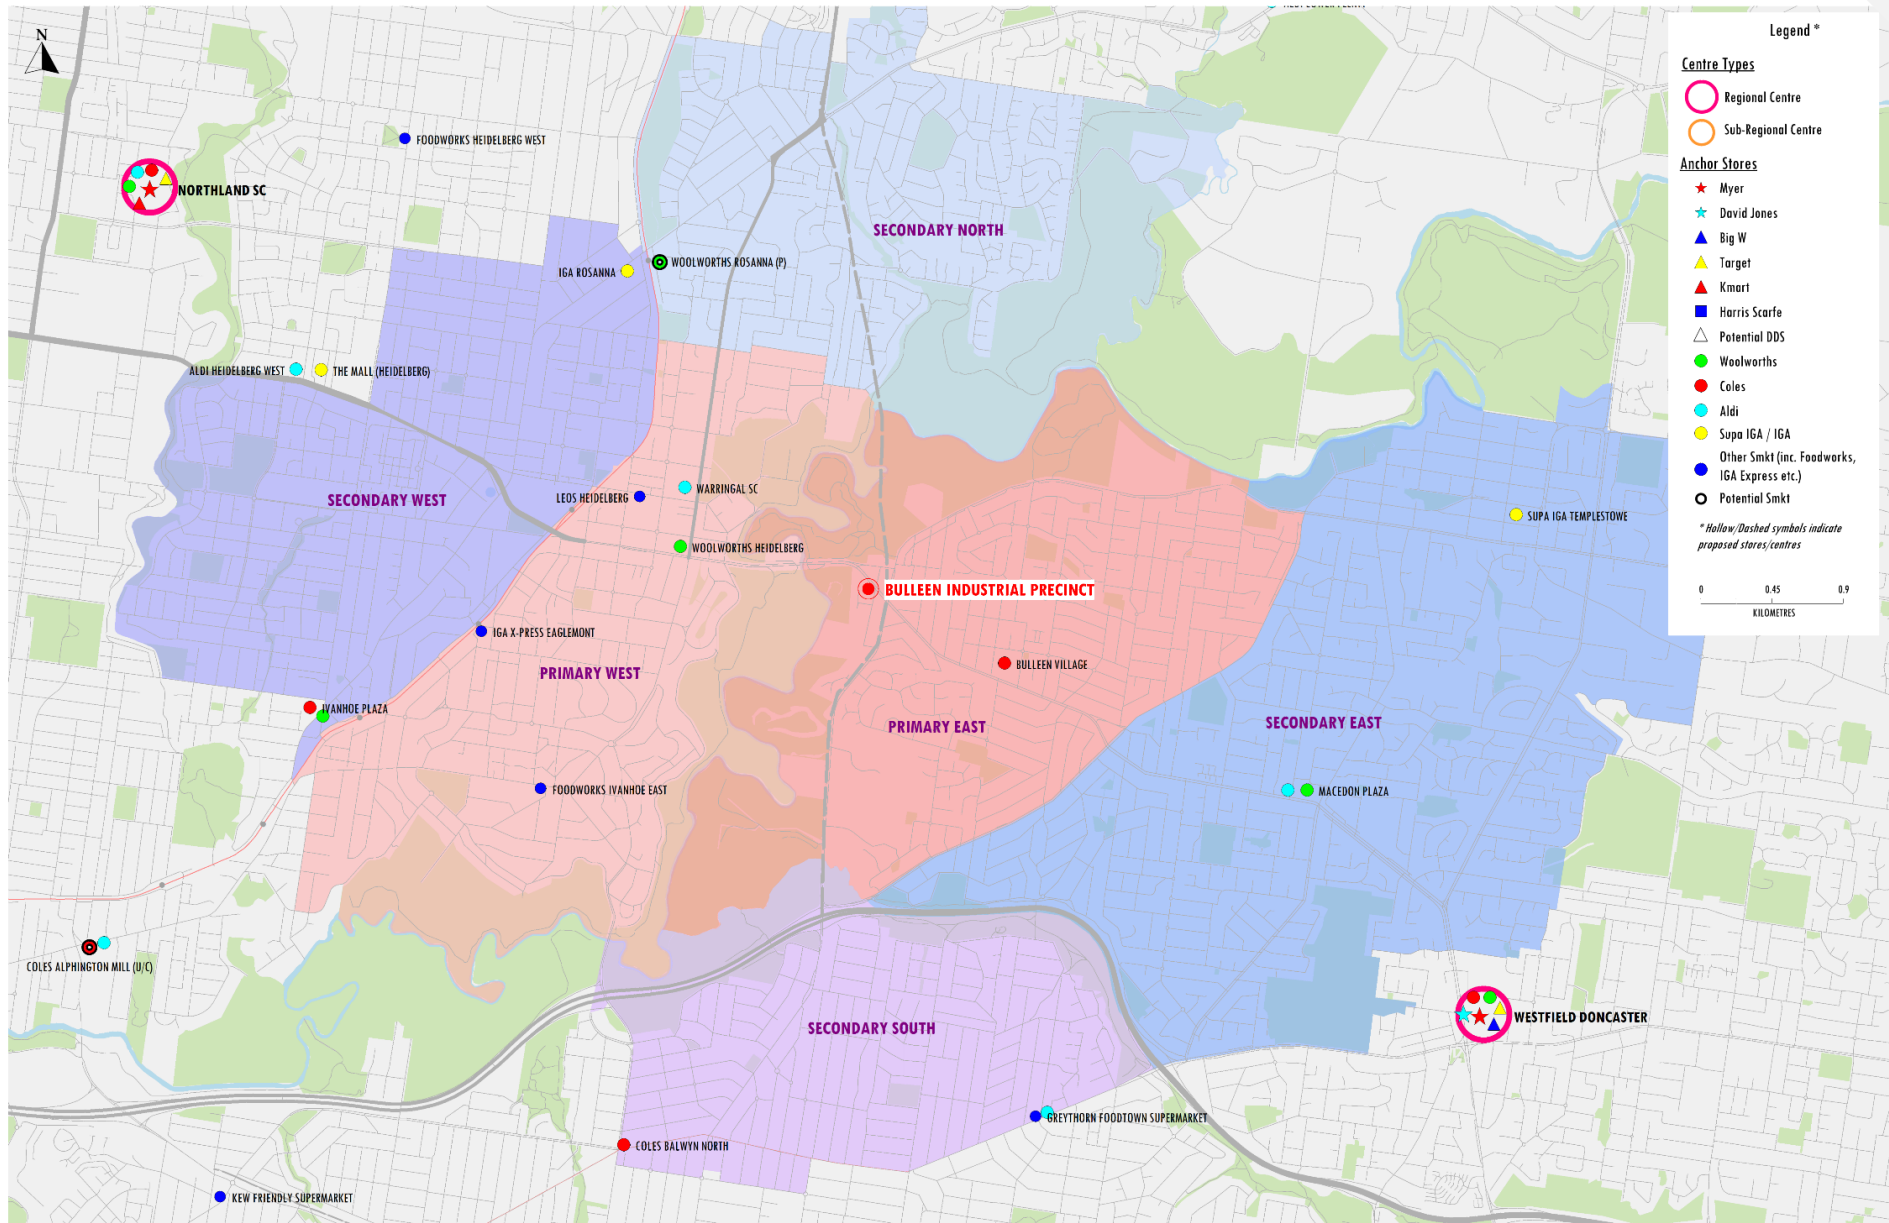 N
FOODWORKS HEIDELBERG WEST
NORTHLAND SC
SECONDARY NORTH
IGA ROSANNA
WOOLWORTHS ROSANNA (P)
ALDI HEIDELBERG WEST
THE MALL (HEIDELBERG)
SECONDARY WEST
LEOS HEIDELBERG
WARRINGAL SC
WOOLWORTHS HEIDELBERG
SUPA IGA TEMPLESTOWE
BULLEEN INDUSTRIAL PRECINCT
IGA X-PRESS EAGLEMONT
BULLEEN VILLAGE
PRIMARY WEST
IVANHOE PLAZA
PRIMARY EAST
SECONDARY EAST
FOODWORKS IVANHOE EAST
MACEDON PLAZA
COLES ALPHINGTON MILL (U/C)
WESTFIELD DONCASTER
SECONDARY SOUTH
GREYTHORN FOODTOWN SUPERMARKET
COLES BALWYN NORTH
KEW FRIENDLY SUPERMARKET
Legend *
Centre Types
Regional Centre
Sub-Regional Centre
Anchor Stores
Myer
David Jones
Big W
Target
Kmart
Harris Scarfe
Potential DDS
Woolworths
Coles
Aldi
Supa IGA / IGA
Other Smkt (inc. Foodworks,
IGA Express etc.)
Potential Smkt
* Hollow/Dashed symbols indicate
proposed stores/centres
0 0.45 0.9
KILOMETRES